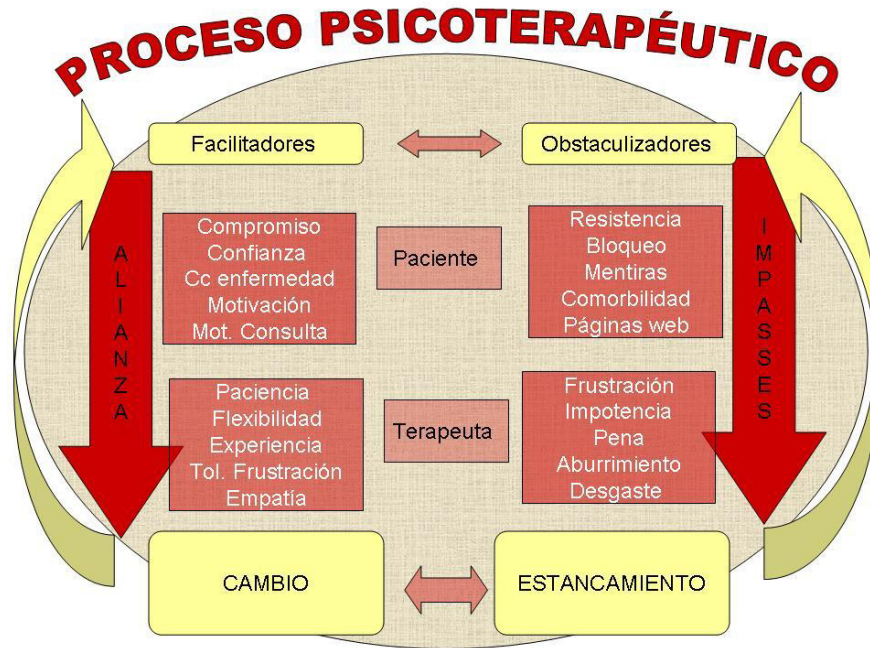 PROCESO PSICOTERAPÉUTICO
Facilitadores
Obstaculizadores
ALIANZA
Compromiso
Confianza
Cc enfermedad
Motivación
Mot. Consulta
Paciente
Resistencia
Bloqueo
Mentiras
Comorbilidad
Páginas web
IMPASSES
Paciencia
Flexibilidad
Experiencia
Tol. Frustración
Empatía
Terapeuta
Frustración
Impotencia
Pena
Aburrimiento
Desgaste
CAMBIO
ESTANCAMIENTO